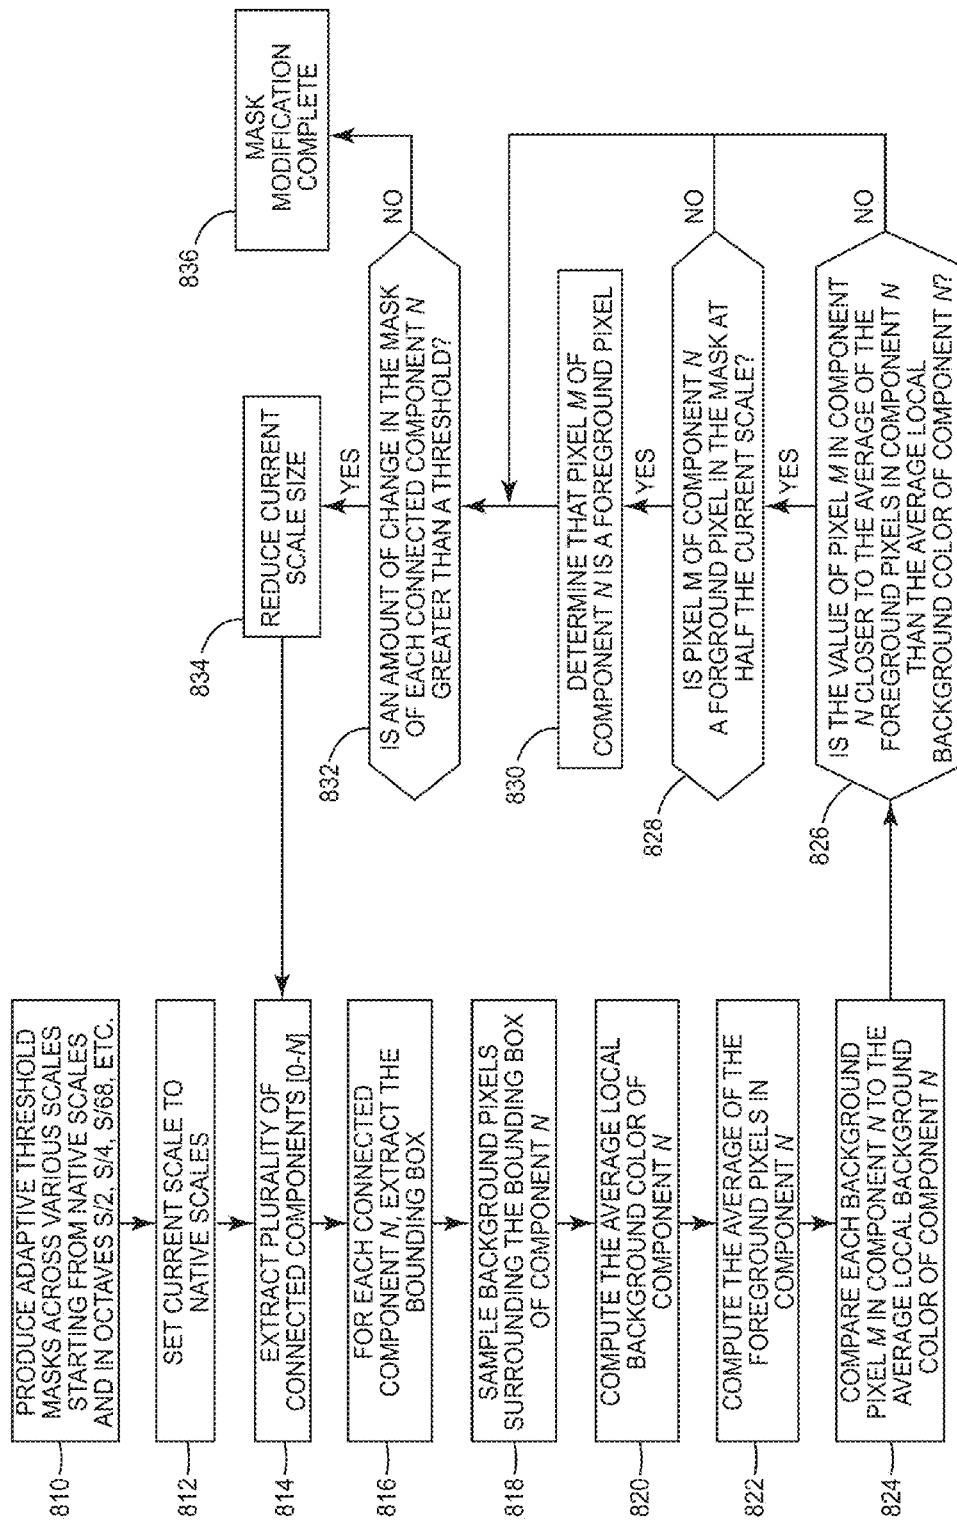 810
PRODUCE ADAPTIVE THRESHOLD
MASKS ACROSS VARIOUS SCALES
STARTING FROM NATIVE SCALES
AND IN OCTAVES S/2, S/4, S/68, ETC.
812
SET CURRENT SCALE TO
NATIVE SCALES
814
EXTRACT PLURALITY OF
CONNECTED COMPONENTS [0-N]
816
FOR EACH CONNECTED
COMPONENT N, EXTRACT THE
BOUNDING BOX
818
SAMPLE BACKGROUND PIXELS
SURROUNDING THE BOUNDING BOX
OF COMPONENT N
820
COMPUTE THE AVERAGE LOCAL
BACKGROUND COLOR OF
COMPONENT N
822
COMPUTE THE AVERAGE OF THE
FOREGROUND PIXELS IN
COMPONENT N
824
COMPARE EACH BACKGROUND
PIXEL M IN COMPONENT N TO THE
AVERAGE LOCAL BACKGROUND
COLOR OF COMPONENT N
826
IS THE VALUE OF PIXEL M IN COMPONENT
N CLOSER TO THE AVERAGE OF THE
FOREGROUND PIXELS IN COMPONENT N
THAN THE AVERAGE LOCAL
BACKGROUND COLOR OF COMPONENT N?
YES
NO
828
IS PIXEL M OF COMPONENT N
A FORGROUND PIXEL IN THE MASK AT
HALF THE CURRENT SCALE?
YES
NO
830
DETERMINE THAT PIXEL M OF
COMPONENT N IS A FOREGROUND PIXEL
832
IS AN AMOUNT OF CHANGE IN THE MASK
OF EACH CONNECTED COMPONENT N
GREATER THAN A THRESHOLD?
YES
NO
834
REDUCE CURRENT
SCALE SIZE
836
MASK
MODIFICATION
COMPLETE